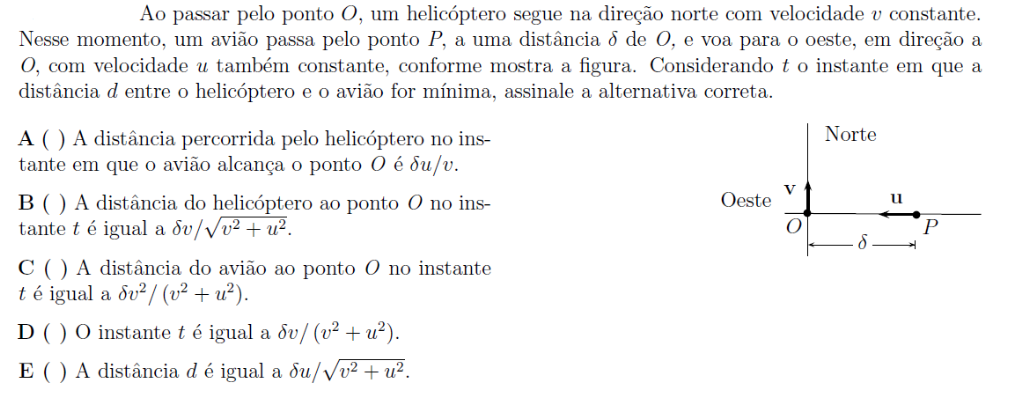 Ao passar pelo ponto O, um helicóptero segue na direção norte com velocidade v constante.
Nesse momento, um avião passa pelo ponto P, a uma distância δ de O, e voa para o oeste, em direção a
O, com velocidade u também constante, conforme mostra a figura. Considerando t o instante em que a
distância d entre o helicóptero e o avião for mínima, assinale a alternativa correta.
A ( ) A distância percorrida pelo helicóptero no ins-
tante em que o avião alcança o ponto O é δu/v.
B ( ) A distância do helicóptero ao ponto O no ins-
tante t é igual a δv/√(v² + u²).
C ( ) A distância do avião ao ponto O no instante
t é igual a δv²/(v² + u²).
D ( ) O instante t é igual a δv/(v² + u²).
E ( ) A distância d é igual a δu/√(v² + u²).
Norte
v
Oeste
u
O
P
δ